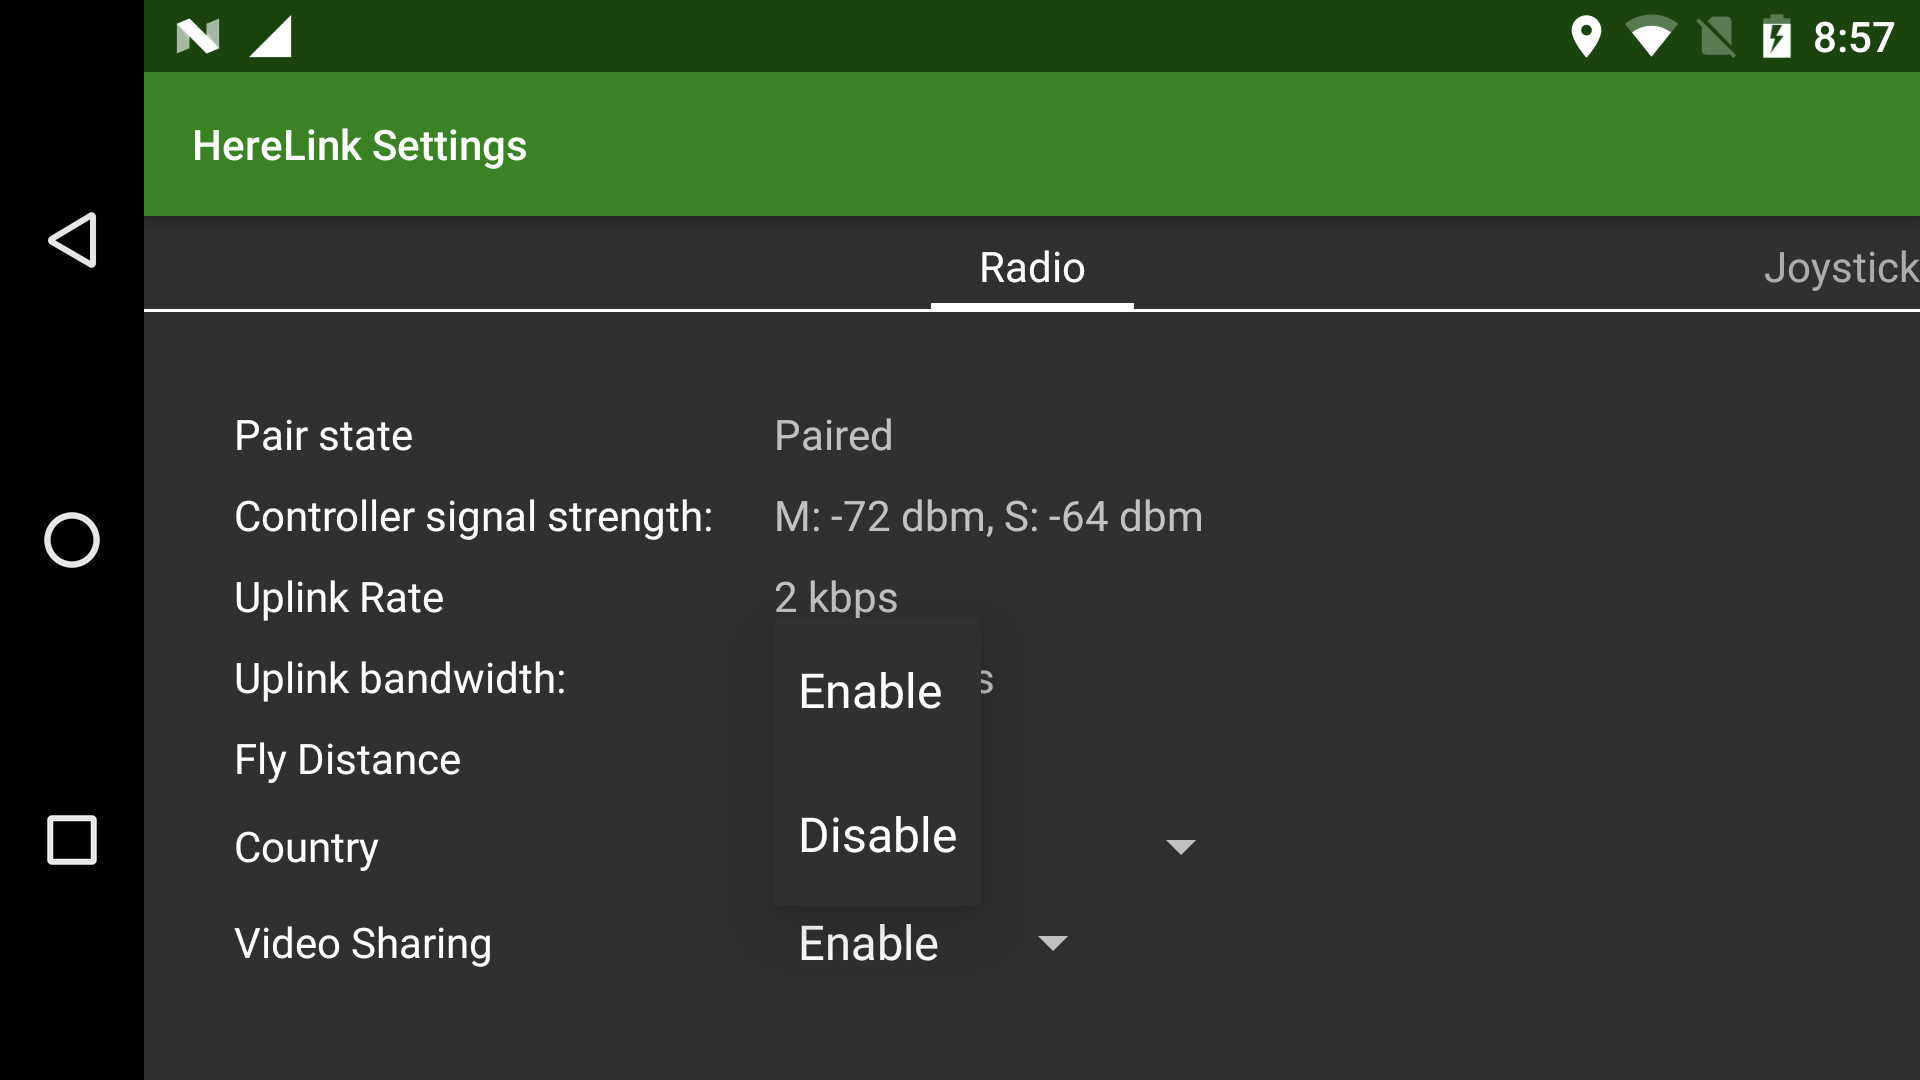 8:57
HereLink Settings
Radio Joystick
Pair state Paired
Controller signal strength: M: -72 dbm, S: -64 dbm
Uplink Rate 2 kbps
Uplink bandwidth:
Enable
Fly Distance
Disable
Country
Video Sharing Enable